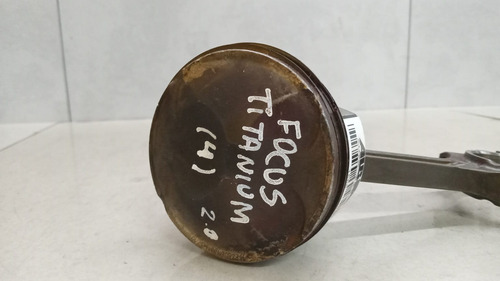 FOCUS
TITANIUM
(4) 2.0